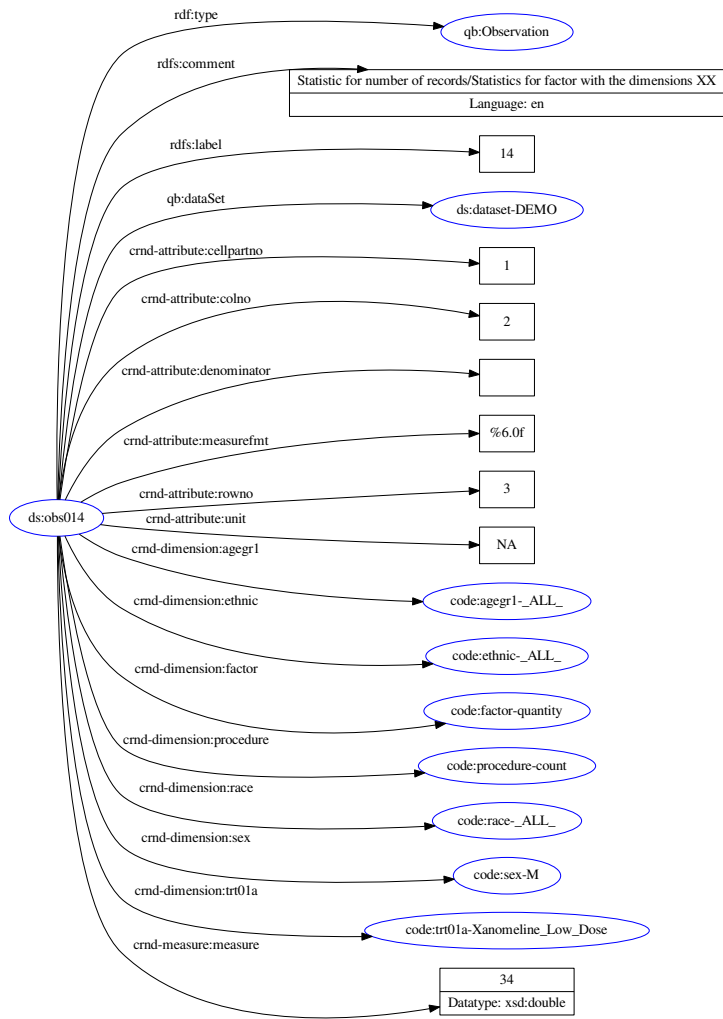 rdf:type
qb:Observation
rdfs:comment
Statistic for number of records/Statistics for factor with the dimensions XX
Language: en
rdfs:label
14
qb:dataSet
ds:dataset-DEMO
crnd-attribute:cellpartno
1
crnd-attribute:colno
2
crnd-attribute:denominator
crnd-attribute:measurefmt
%6.0f
crnd-attribute:rowno
3
ds:obs014
crnd-attribute:unit
NA
crnd-dimension:agegr1
code:agegr1-_ALL_
crnd-dimension:ethnic
code:ethnic-_ALL_
crnd-dimension:factor
code:factor-quantity
crnd-dimension:procedure
code:procedure-count
crnd-dimension:race
code:race-_ALL_
crnd-dimension:sex
code:sex-M
crnd-dimension:trt01a
code:trt01a-Xanomeline_Low_Dose
crnd-measure:measure
34
Datatype: xsd:double